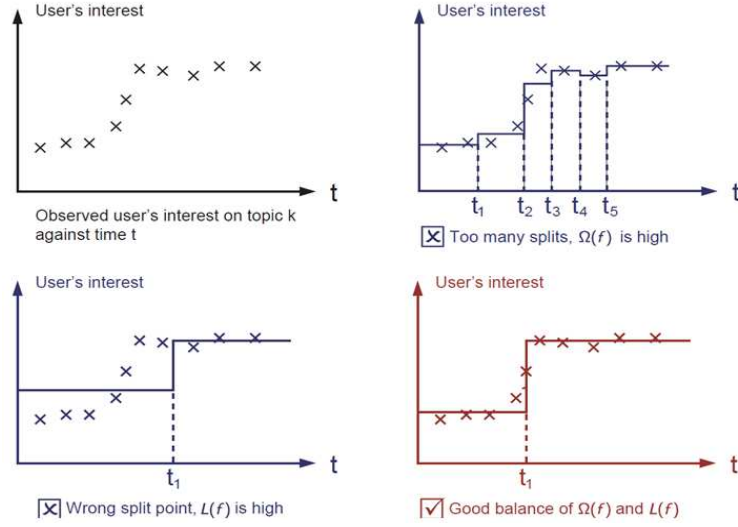 User's interest
t
Observed user's interest on topic k
against time t
User's interest
t
t₁ t₂ t₃ t₄ t₅
Too many splits, Ω(f) is high
User's interest
t
t₁
Wrong split point, L(f) is high
User's interest
t
t₁
Good balance of Ω(f) and L(f)